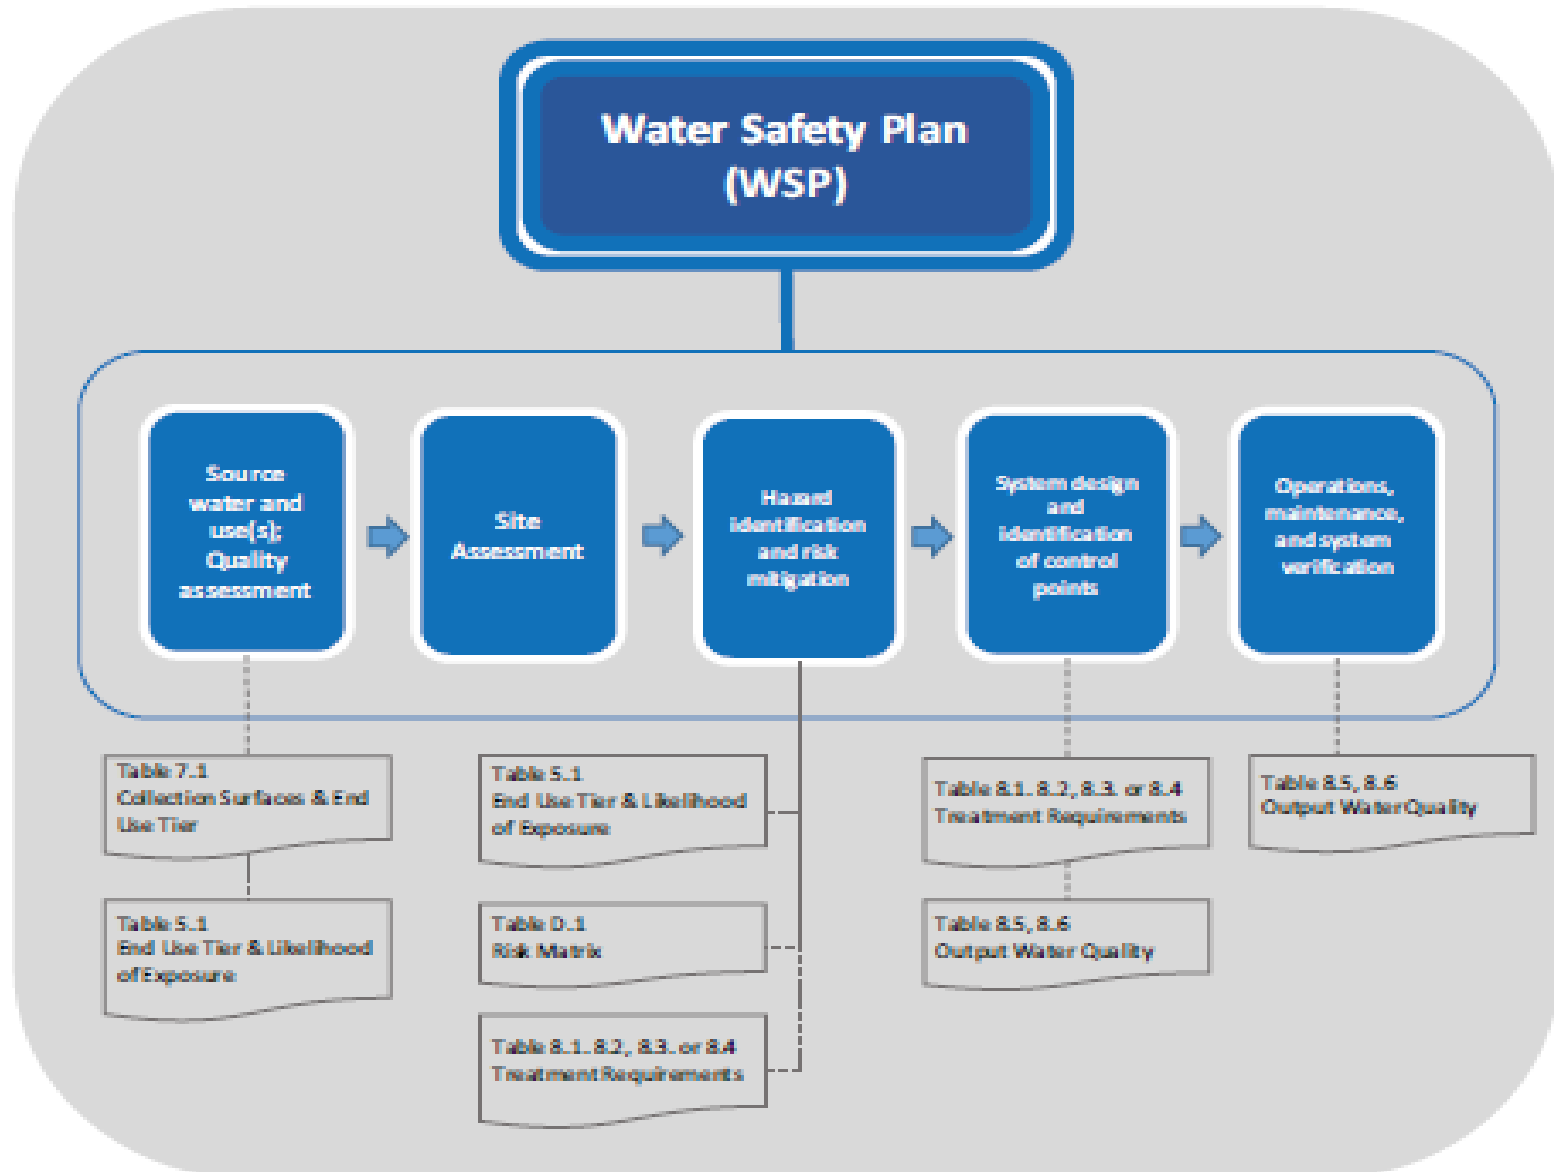 Water Safety Plan
(WSP)
Source
water and
use(s);
Quality
assessment
Site
Assessment
Hazard
identification
and risk
mitigation
System design
and
identification
of control
points
Operations,
maintenance,
and system
verification
Table 7.1
Collection Surfaces & End
Use Tier
Table 5.1
End Use Tier & Likelihood
of Exposure
Table 5.1
End Use Tier & Likelihood
of Exposure
Table D.1
Risk Matrix
Table 8.1. 8.2, 8.3. or 8.4
Treatment Requirements
Table 8.1. 8.2, 8.3. or 8.4
Treatment Requirements
Table 8.5, 8.6
Output Water Quality
Table 8.5, 8.6
Output Water Quality